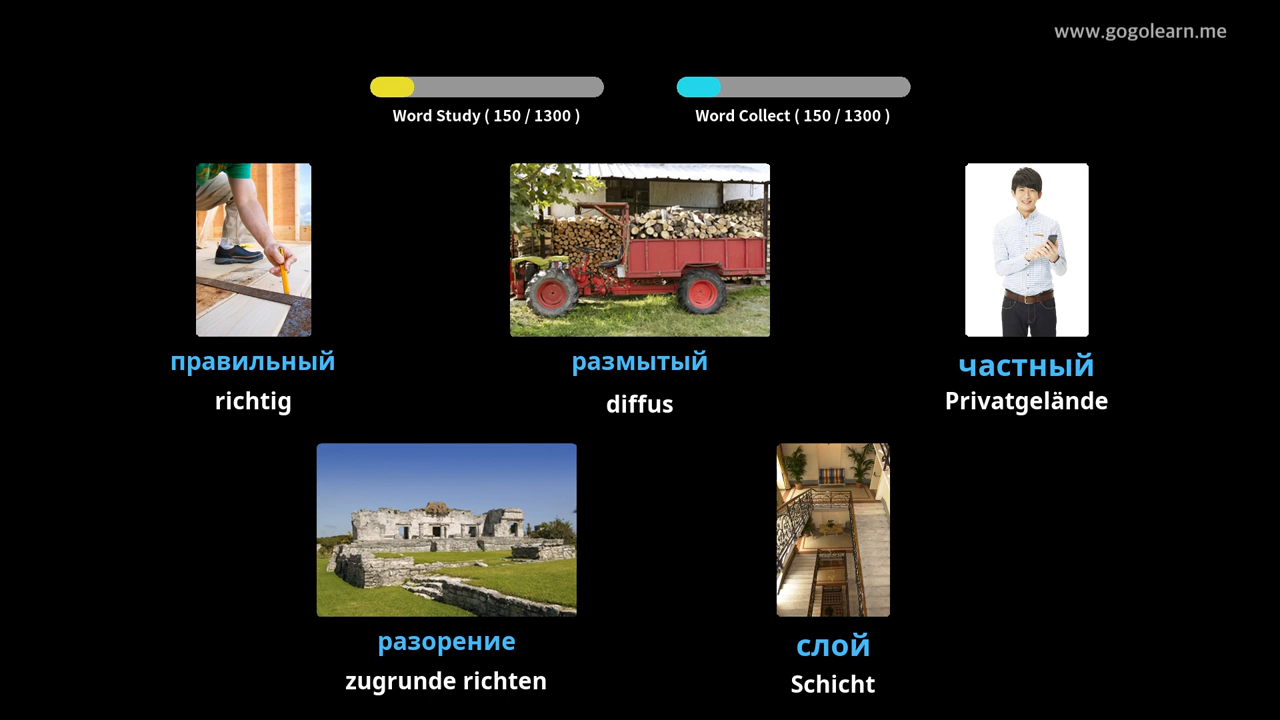 www.gogolearn.me
Word Study ( 150 / 1300 )
Word Collect ( 150 / 1300 )
правильный
richtig
размытый
diffus
частный
Privatgelände
разорение
zugrunde richten
слой
Schicht